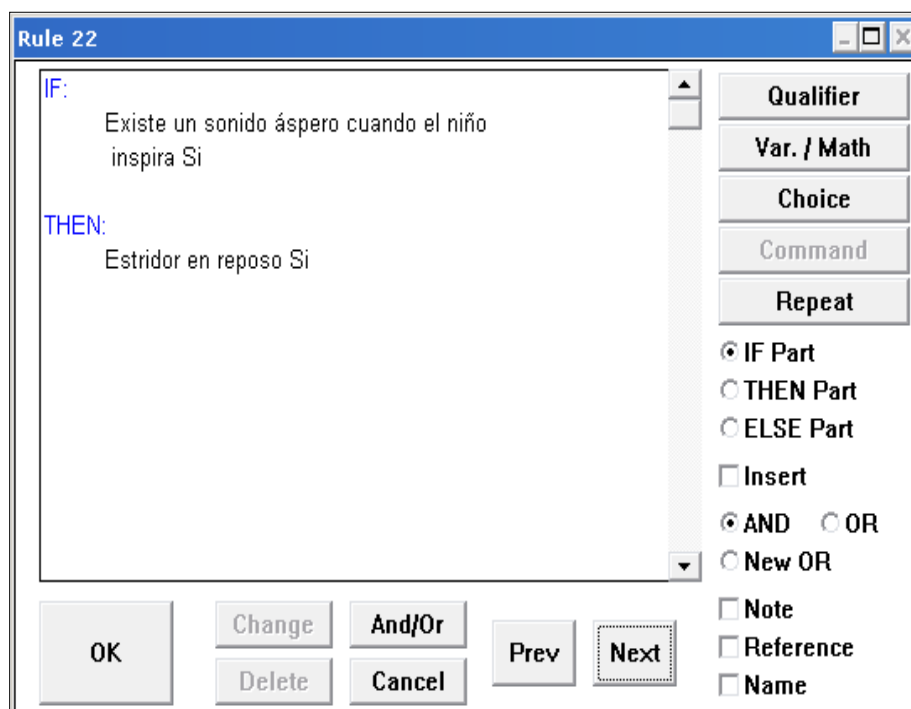 Rule 22
IF:
Existe un sonido áspero cuando el niño
inspira Si
THEN:
Estridor en reposo Si
Qualifier
Var. / Math
Choice
Command
Repeat
IF Part
THEN Part
ELSE Part
Insert
AND OR
New OR
Note
Reference
Name
OK
Change
And/Or
Delete
Cancel
Prev
Next